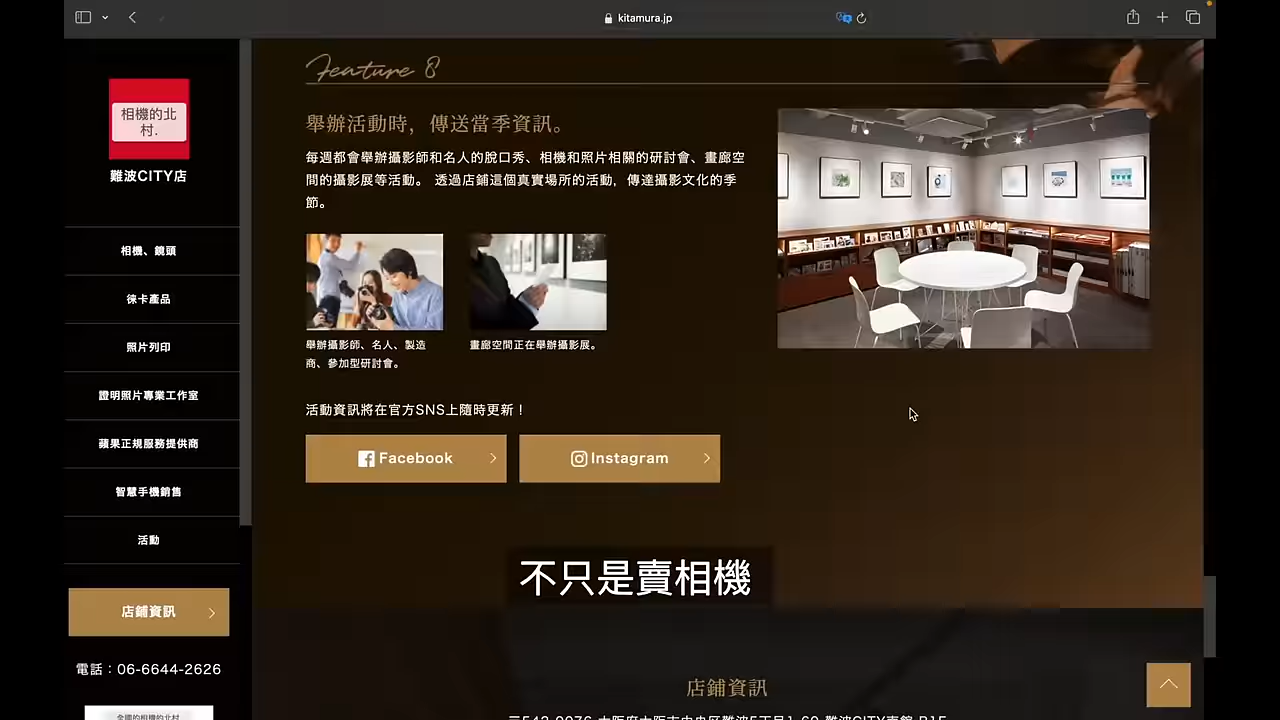 kitamura.jp
相機的北
村.
難波CITY店
相機、鏡頭
徠卡產品
照片列印
證明照片專業工作室
蘋果正規服務提供商
智慧手機銷售
活動
店鋪資訊
電話：06-6644-2626
全國的相機的北村
Feature 8
舉辦活動時，傳送當季資訊。
每週都會舉辦攝影師和名人的脫口秀、相機和照片相關的研討會、畫廊空
間的攝影展等活動。 透過店鋪這個真實場所的活動，傳達攝影文化的季
節。
舉辦攝影師、名人、製造
商、參加型研討會。
畫廊空間正在舉辦攝影展。
活動資訊將在官方SNS上隨時更新！
Facebook
Instagram
不只是賣相機
店鋪資訊